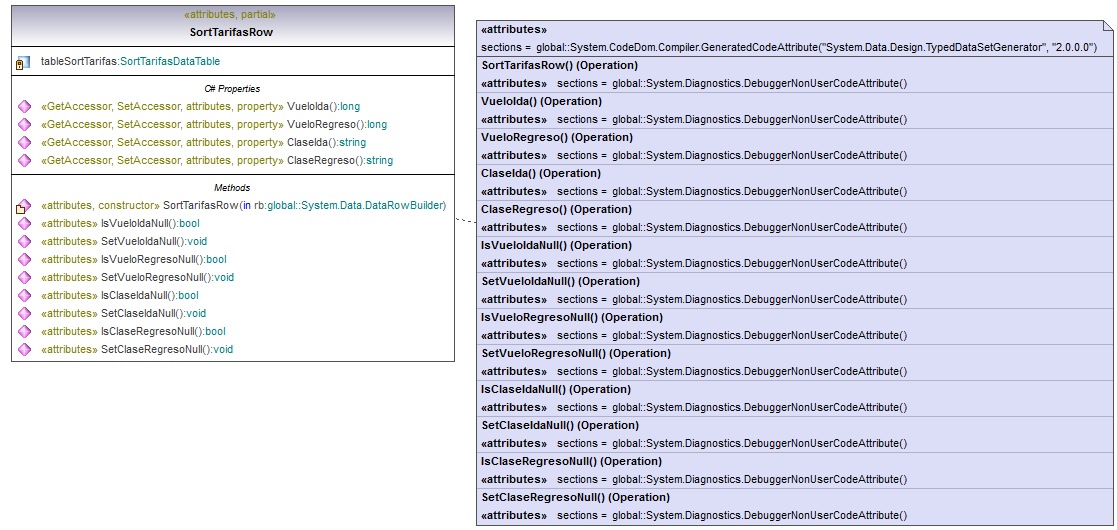 «attributes, partial»
SortTarifasRow
tableSortTarifas:SortTarifasDataTable
C# Properties
«GetAccessor, SetAccessor, attributes, property» VueloIda():long
«GetAccessor, SetAccessor, attributes, property» VueloRegreso():long
«GetAccessor, SetAccessor, attributes, property» ClaseIda():string
«GetAccessor, SetAccessor, attributes, property» ClaseRegreso():string
Methods
«attributes, constructor» SortTarifasRow(in rb:global::System.Data.DataRowBuilder)
«attributes» IsVueloIdaNull():bool
«attributes» SetVueloIdaNull():void
«attributes» IsVueloRegresoNull():bool
«attributes» SetVueloRegresoNull():void
«attributes» IsClaseIdaNull():bool
«attributes» SetClaseIdaNull():void
«attributes» IsClaseRegresoNull():bool
«attributes» SetClaseRegresoNull():void
«attributes»
sections = global::System.CodeDom.Compiler.GeneratedCodeAttribute("System.Data.Design.TypedDataSetGenerator", "2.0.0.0")
SortTarifasRow() (Operation)
«attributes» sections = global::System.Diagnostics.DebuggerNonUserCodeAttribute()
VueloIda() (Operation)
«attributes» sections = global::System.Diagnostics.DebuggerNonUserCodeAttribute()
VueloRegreso() (Operation)
«attributes» sections = global::System.Diagnostics.DebuggerNonUserCodeAttribute()
ClaseIda() (Operation)
«attributes» sections = global::System.Diagnostics.DebuggerNonUserCodeAttribute()
ClaseRegreso() (Operation)
«attributes» sections = global::System.Diagnostics.DebuggerNonUserCodeAttribute()
IsVueloIdaNull() (Operation)
«attributes» sections = global::System.Diagnostics.DebuggerNonUserCodeAttribute()
SetVueloIdaNull() (Operation)
«attributes» sections = global::System.Diagnostics.DebuggerNonUserCodeAttribute()
IsVueloRegresoNull() (Operation)
«attributes» sections = global::System.Diagnostics.DebuggerNonUserCodeAttribute()
SetVueloRegresoNull() (Operation)
«attributes» sections = global::System.Diagnostics.DebuggerNonUserCodeAttribute()
IsClaseIdaNull() (Operation)
«attributes» sections = global::System.Diagnostics.DebuggerNonUserCodeAttribute()
SetClaseIdaNull() (Operation)
«attributes» sections = global::System.Diagnostics.DebuggerNonUserCodeAttribute()
IsClaseRegresoNull() (Operation)
«attributes» sections = global::System.Diagnostics.DebuggerNonUserCodeAttribute()
SetClaseRegresoNull() (Operation)
«attributes» sections = global::System.Diagnostics.DebuggerNonUserCodeAttribute()